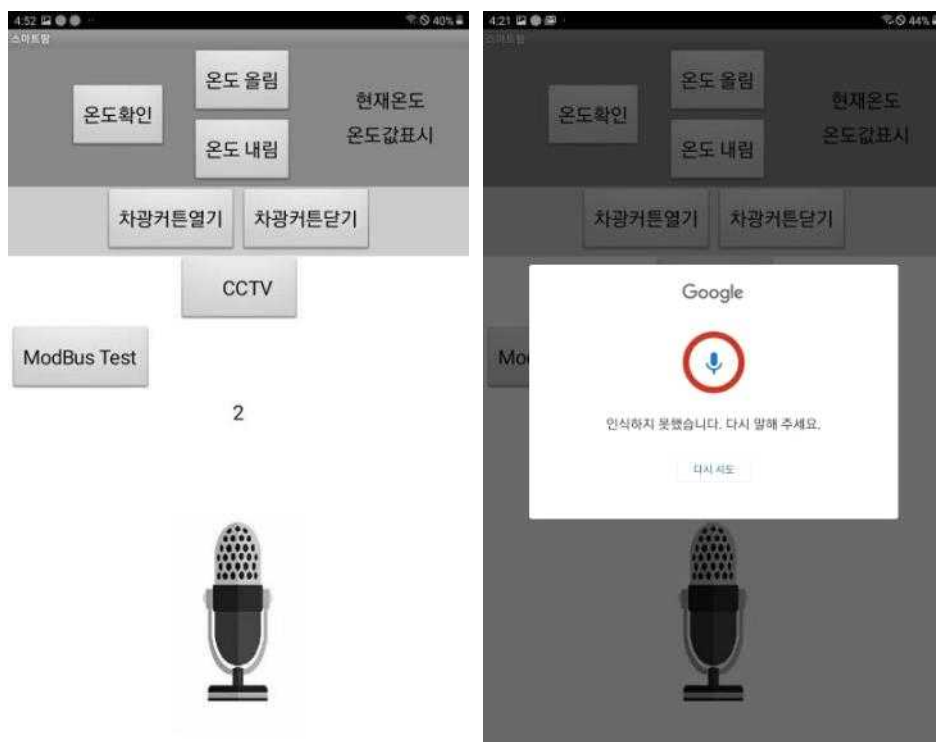 4:52
40%
스마트팜
온도확인
온도 올림
온도 내림
현재온도
온도값표시
차광커튼열기
차광커튼닫기
CCTV
ModBus Test
2
4:21
44%
스마트팜
온도확인
온도 올림
온도 내림
현재온도
온도값표시
차광커튼열기
차광커튼닫기
Mo
Google
인식하지 못했습니다. 다시 말해 주세요.
다시 시도